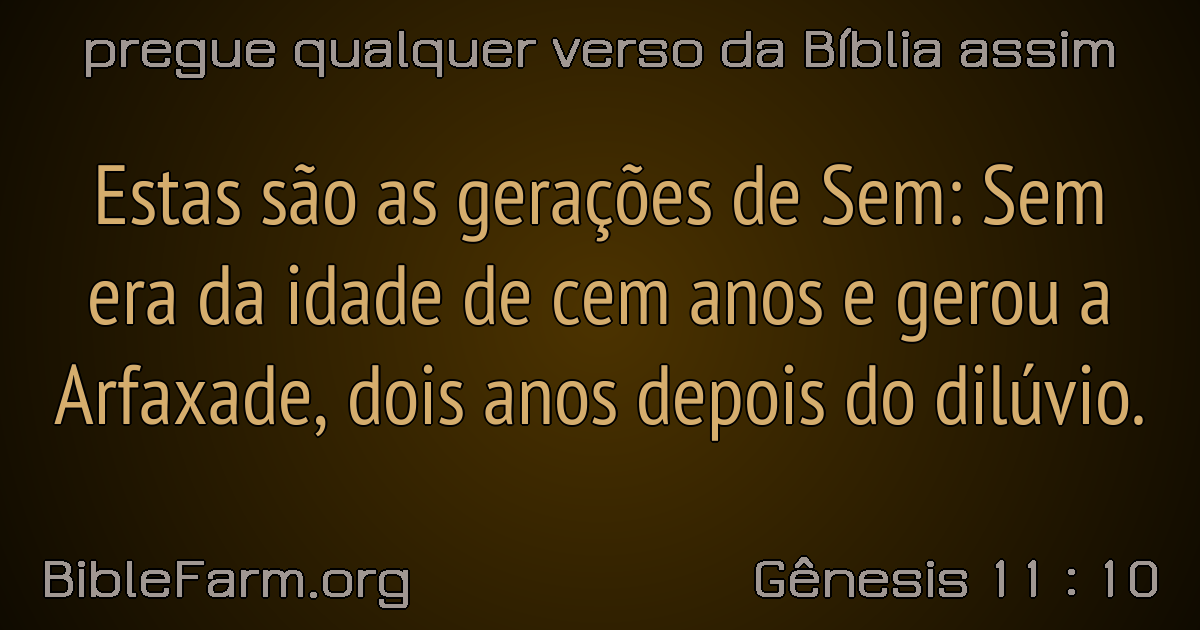 pregue qualquer verso da Bíblia assim
Estas são as gerações de Sem: Sem
era da idade de cem anos e gerou a
Arfaxade, dois anos depois do dilúvio.
BibleFarm.org
Gênesis 11 : 10